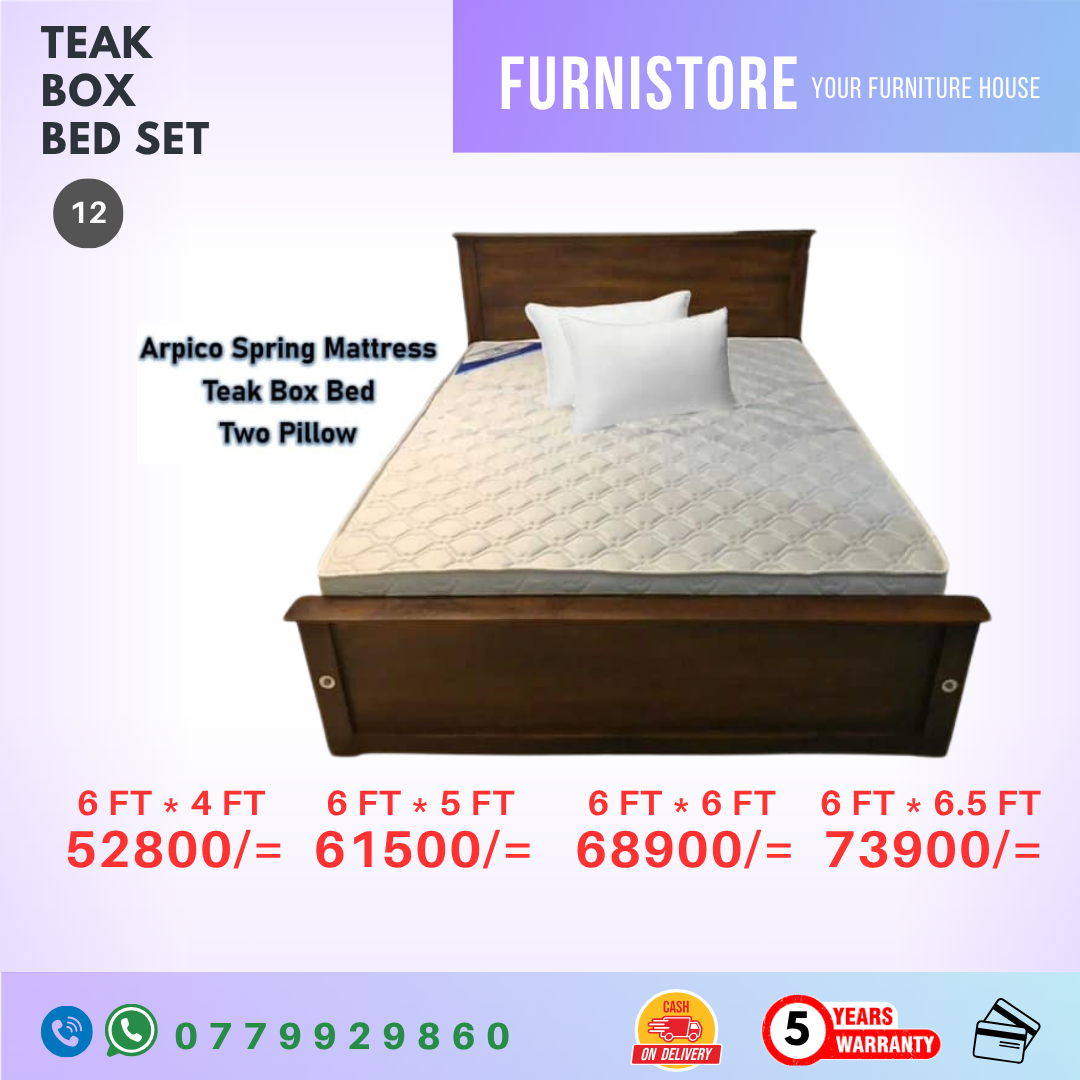 TEAK
BOX
BED SET
FURNISTORE YOUR FURNITURE HOUSE
12
Arpico Spring Mattress
Teak Box Bed
Two Pillow
6 FT * 4 FT
52800/=
6 FT * 5 FT
61500/=
6 FT * 6 FT
68900/=
6 FT * 6.5 FT
73900/=
0779929860
CASH
ON DELIVERY
5 YEARS
WARRANTY